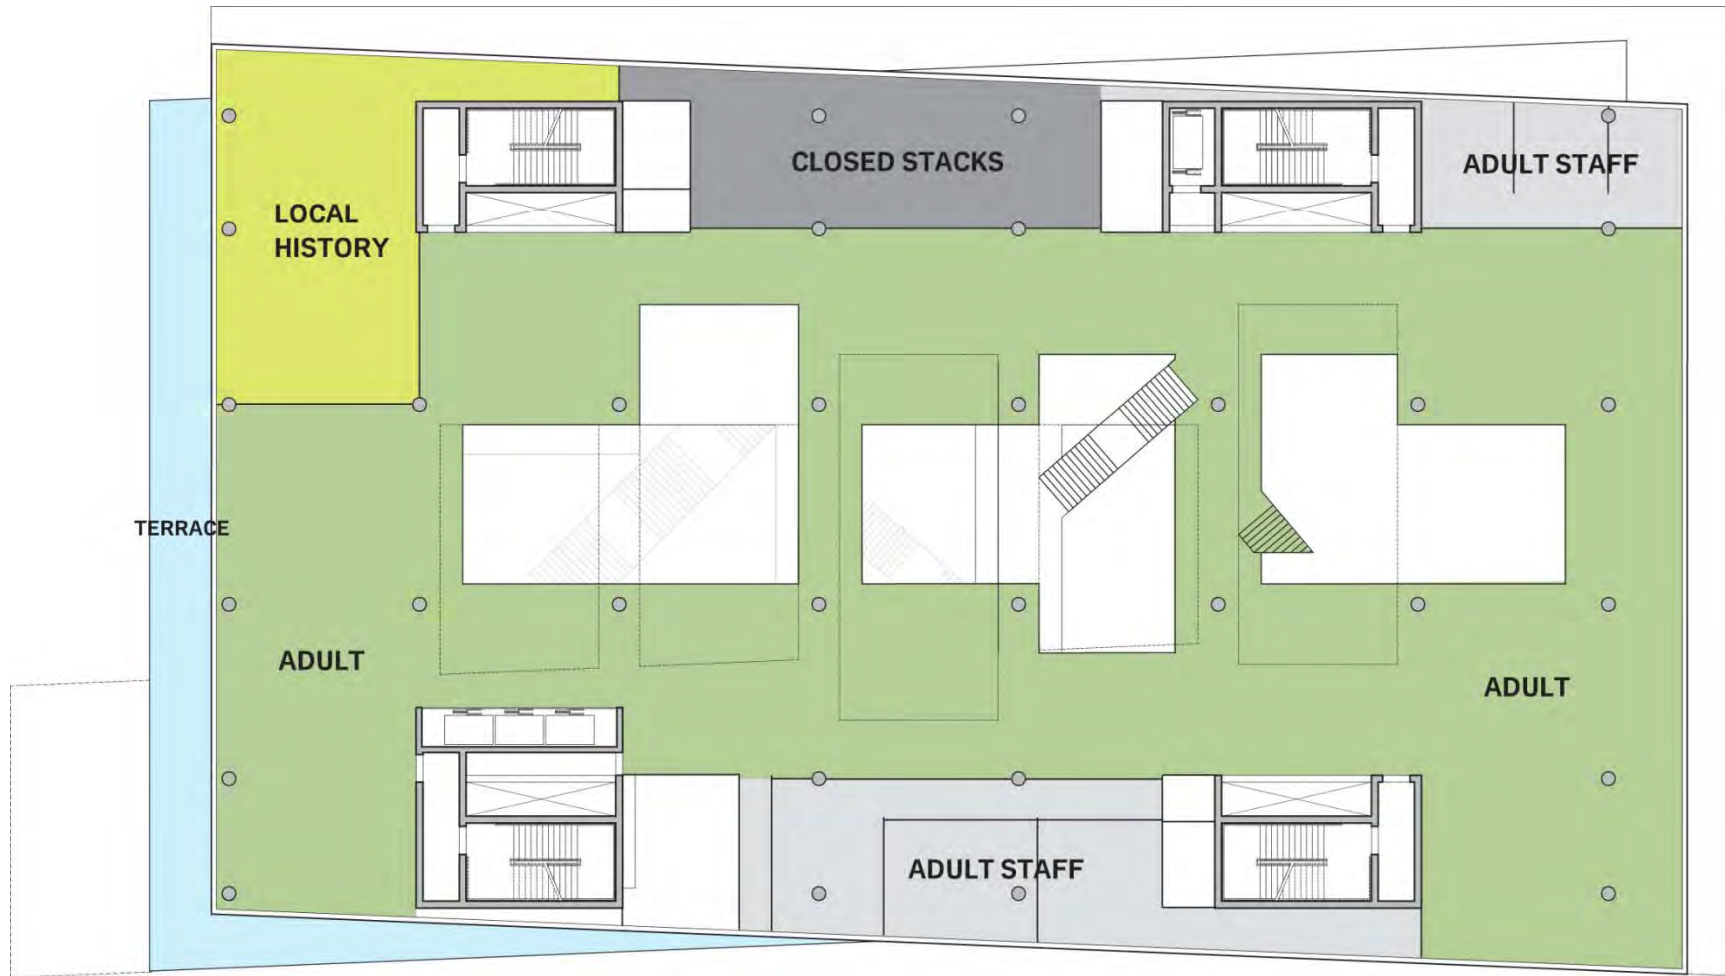 CLOSED STACKS
ADULT STAFF
LOCAL
HISTORY
TERRACE
ADULT
ADULT
ADULT STAFF